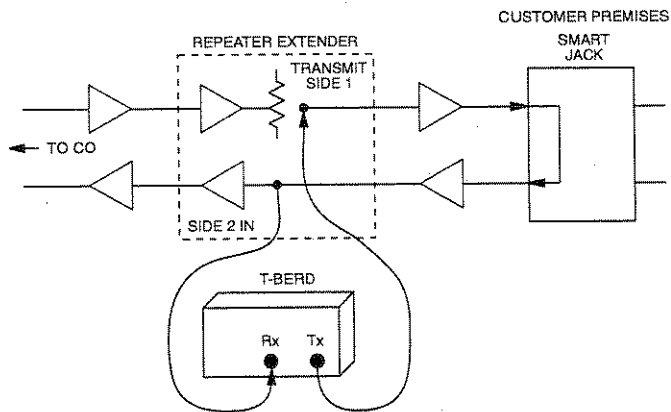 CUSTOMER PREMISES
SMART
JACK
REPEATER EXTENDER
TRANSMIT
SIDE 1
TO CO
SIDE 2 IN
T-BERD
Rx
Tx